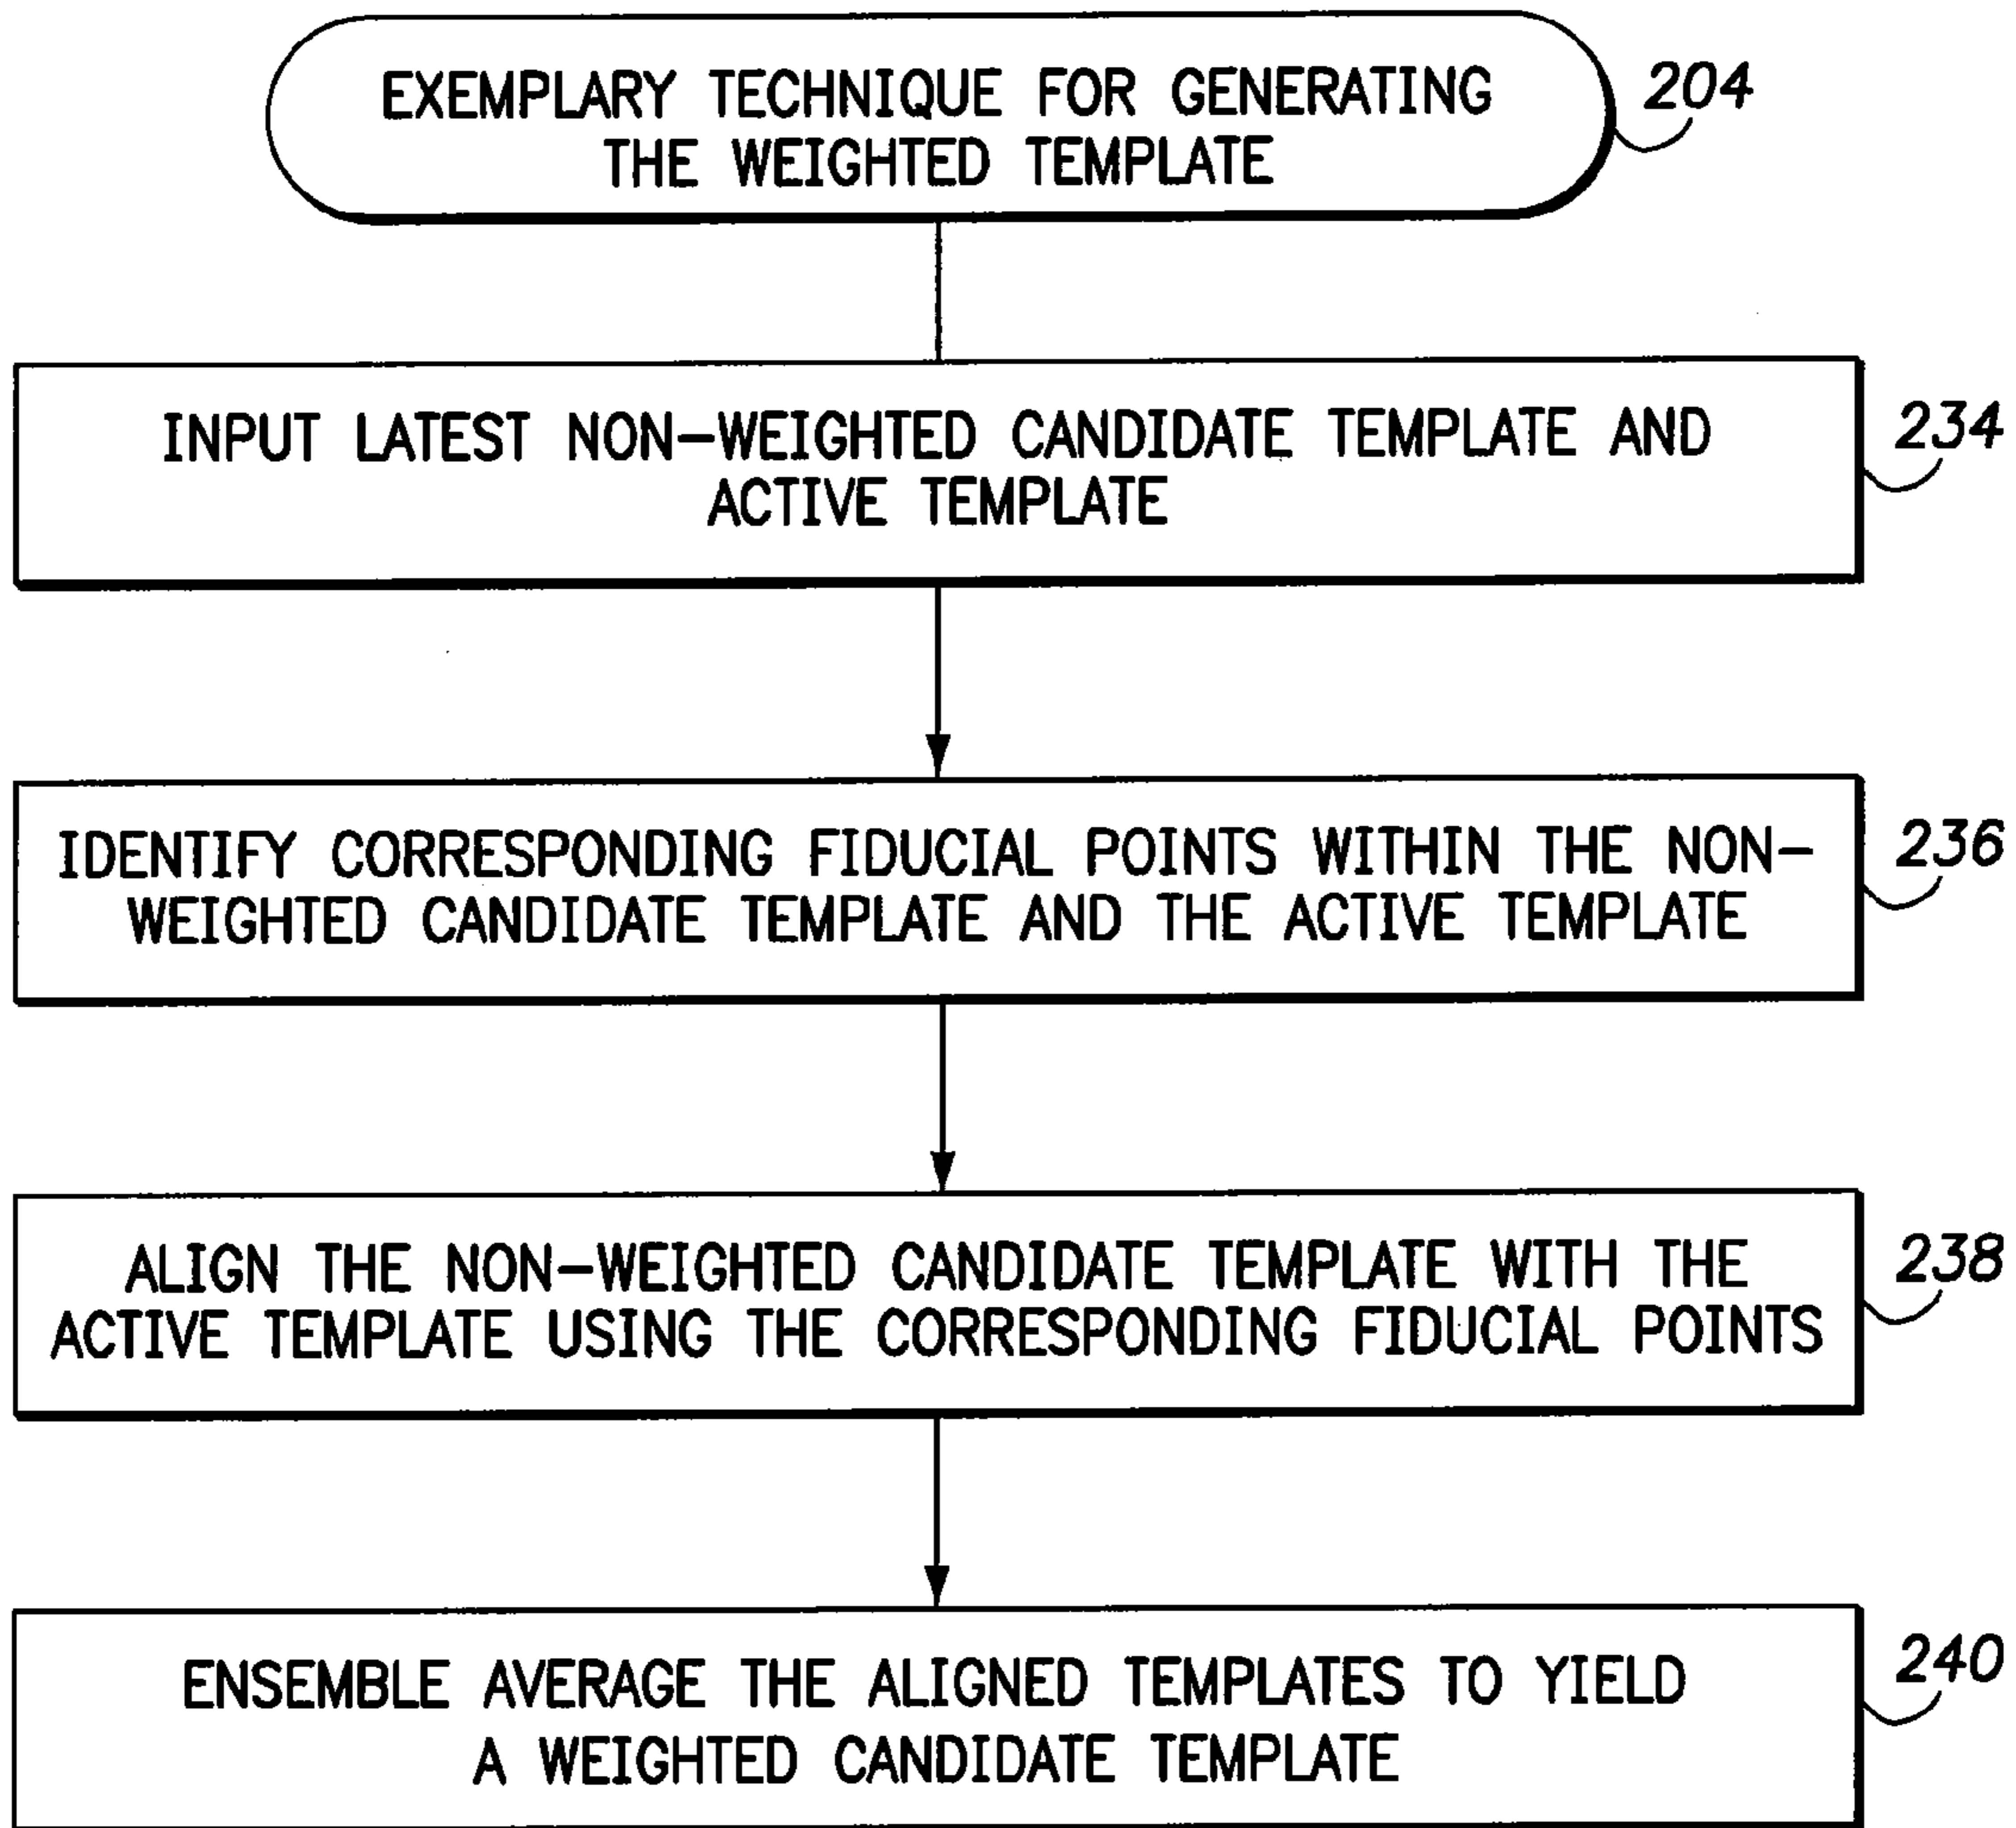 EXEMPLARY TECHNIQUE FOR GENERATING
THE WEIGHTED TEMPLATE
204
INPUT LATEST NON-WEIGHTED CANDIDATE TEMPLATE AND
ACTIVE TEMPLATE
234
IDENTIFY CORRESPONDING FIDUCIAL POINTS WITHIN THE NON-
WEIGHTED CANDIDATE TEMPLATE AND THE ACTIVE TEMPLATE
236
ALIGN THE NON-WEIGHTED CANDIDATE TEMPLATE WITH THE
ACTIVE TEMPLATE USING THE CORRESPONDING FIDUCIAL POINTS
238
ENSEMBLE AVERAGE THE ALIGNED TEMPLATES TO YIELD
A WEIGHTED CANDIDATE TEMPLATE
240